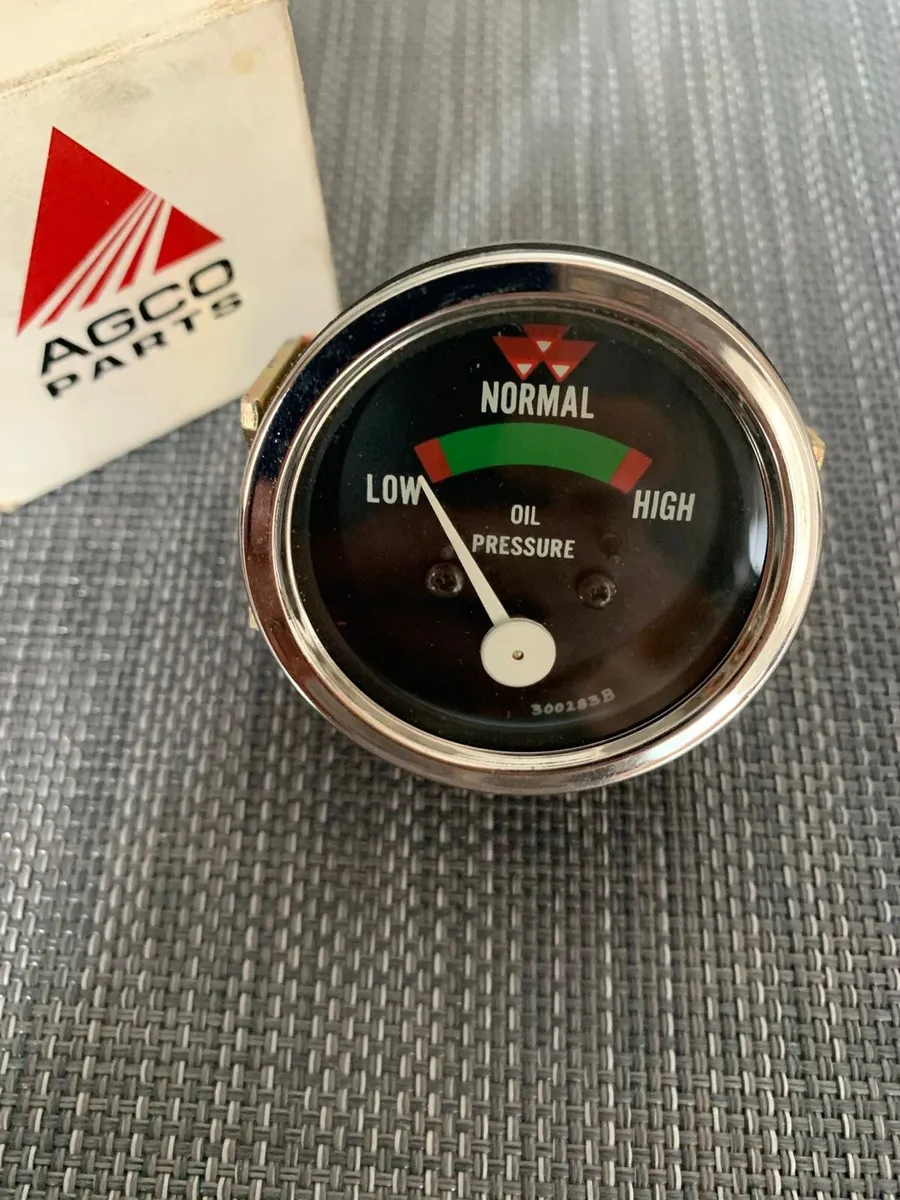 AGCO
PARTS
NORMAL
LOW
HIGH
OIL
PRESSURE
300283B